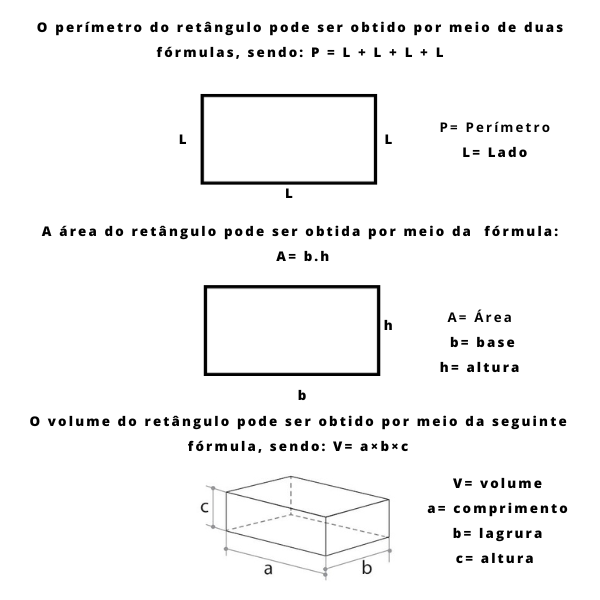 O perímetro do retângulo pode ser obtido por meio de duas
fórmulas, sendo: P = L + L + L + L
L
L
P= Perímetro
L= Lado
L
A área do retângulo pode ser obtida por meio da fórmula:
A= b.h
h
A= Área
b= base
h= altura
b
O volume do retângulo pode ser obtido por meio da seguinte
fórmula, sendo: V= a×b×c
c
a
b
V= volume
a= comprimento
b= lagrura
c= altura